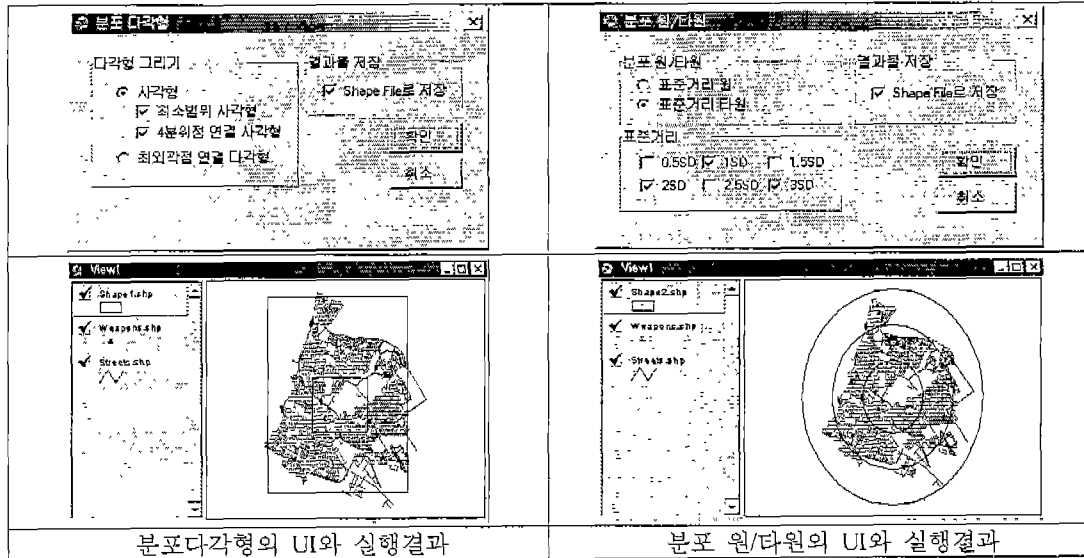 분포 다각형
다각형 그리기
사각형
최소범위 사각형
4분위점 연결 사각형
최외각점 연결 다각형
결과를 저장
Shape File로 저장
확인
취소
분포 원/타원
분포 원/타원
표준거리 원
표준거리 타원
결과물 저장
Shape File로 저장
표준거리
0.5SD 1SD 1.5SD
2SD 2.5SD 3SD
확인
취소
View1
Shape1.shp
Weapons.shp
Streets.shp
View1
Shape2.shp
Weapons.shp
Streets.shp
분포다각형의 UI와 실행결과
분포 원/타원의 UI와 실행결과